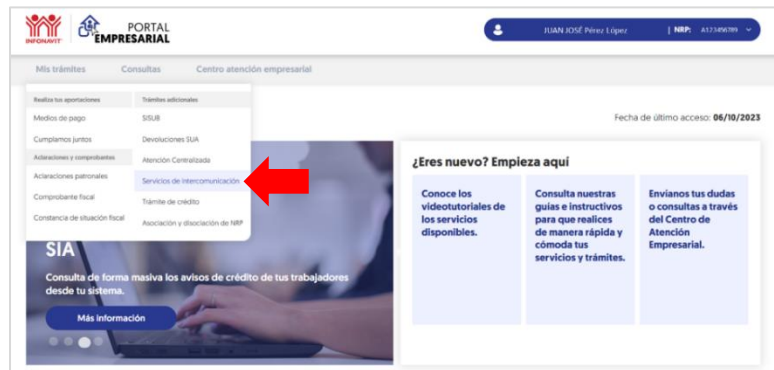 INFONAVIT
PORTAL
EMPRESARIAL
JUAN JOSÉ Pérez López | NRP: A123456789
Mis trámites Consultas Centro atención empresarial
Realiza tus aportaciones
Medios de pago
Cumplamos juntos
Aclaraciones y comprobantes
Aclaraciones patronales
Comprobante fiscal
Constancia de situación fiscal
Trámites adicionales
SISUB
Devoluciones SUA
Atención Centralizada
Servicios de intercomunicación
Trámite de crédito
Asociación y disociación de NRP
Fecha de último acceso: 06/10/2023
SIA
Consulta de forma masiva los avisos de crédito de tus trabajadores
desde tu sistema.
Más información
¿Eres nuevo? Empieza aquí
Conoce los
videotutoriales de
los servicios
disponibles.
Consulta nuestras
guías e instructivos
para que realices
de manera rápida y
cómoda tus
servicios y trámites.
Envíanos tus dudas
o consultas a través
del Centro de
Atención
Empresarial.